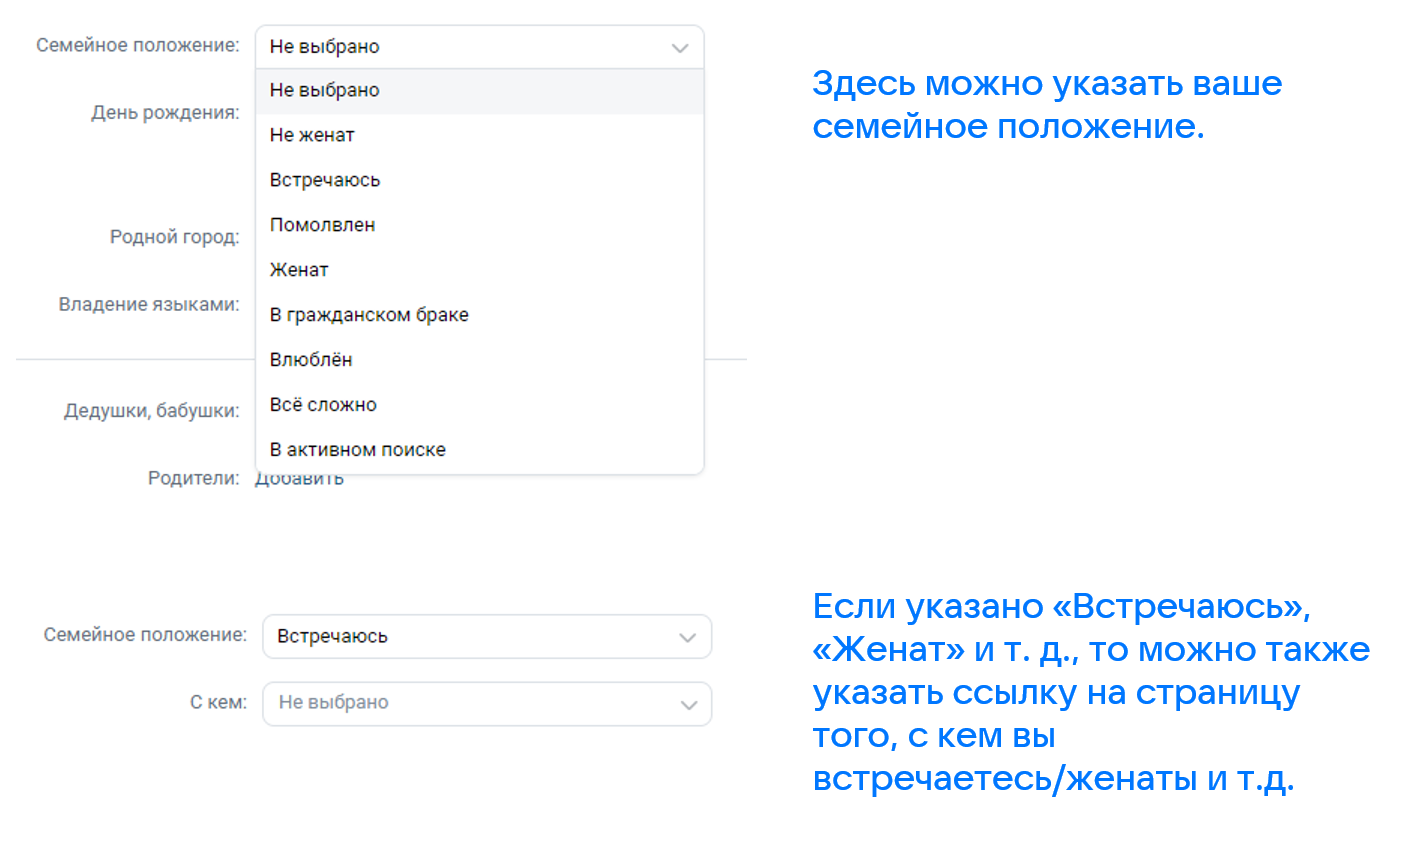 Семейное положение: Не выбрано
Не выбрано
День рождения:
Не женат
Встречаюсь
Помолвлен
Родной город:
Женат
Владение языками:
В гражданском браке
Влюблён
Дедушки, бабушки:
Всё сложно
В активном поиске
Родители: Добавить
Здесь можно указать ваше
семейное положение.
Семейное положение: Встречаюсь
С кем: Не выбрано
Если указано «Встречаюсь»,
«Женат» и т. д., то можно также
указать ссылку на страницу
того, с кем вы
встречаетесь/женаты и т.д.